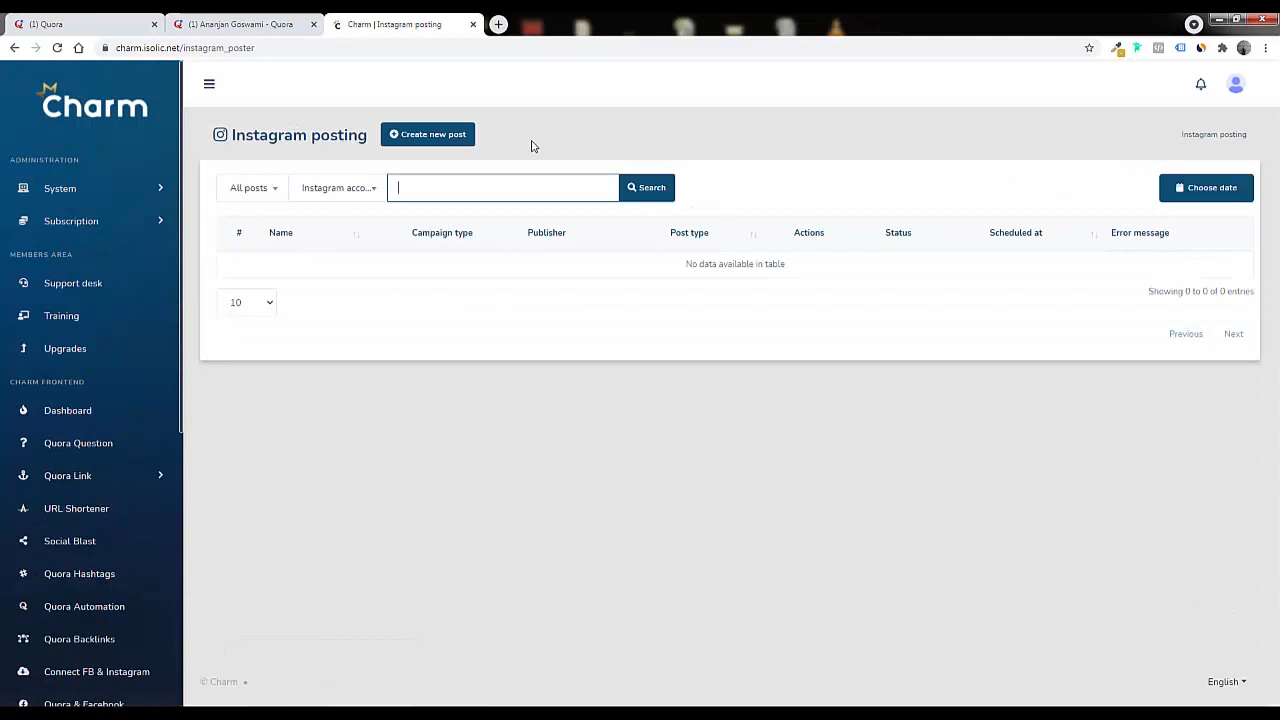 (1) Quora
(1) Ananjan Goswami - Quora
Charm | Instagram posting
charm.isolic.net/instagram_poster
Charm
ADMINISTRATION
System
Subscription
MEMBERS AREA
Support desk
Training
Upgrades
CHARM FRONTEND
Dashboard
Quora Question
Quora Link
URL Shortener
Social Blast
Quora Hashtags
Quora Automation
Quora Backlinks
Connect FB & Instagram
Quora & Facebook
Instagram posting
Create new post
Instagram posting
All posts
Instagram acco...
Search
Choose date
# Name Campaign type Publisher Post type Actions Status Scheduled at Error message
No data available in table
Showing 0 to 0 of 0 entries
10
Previous Next
© Charm •
English